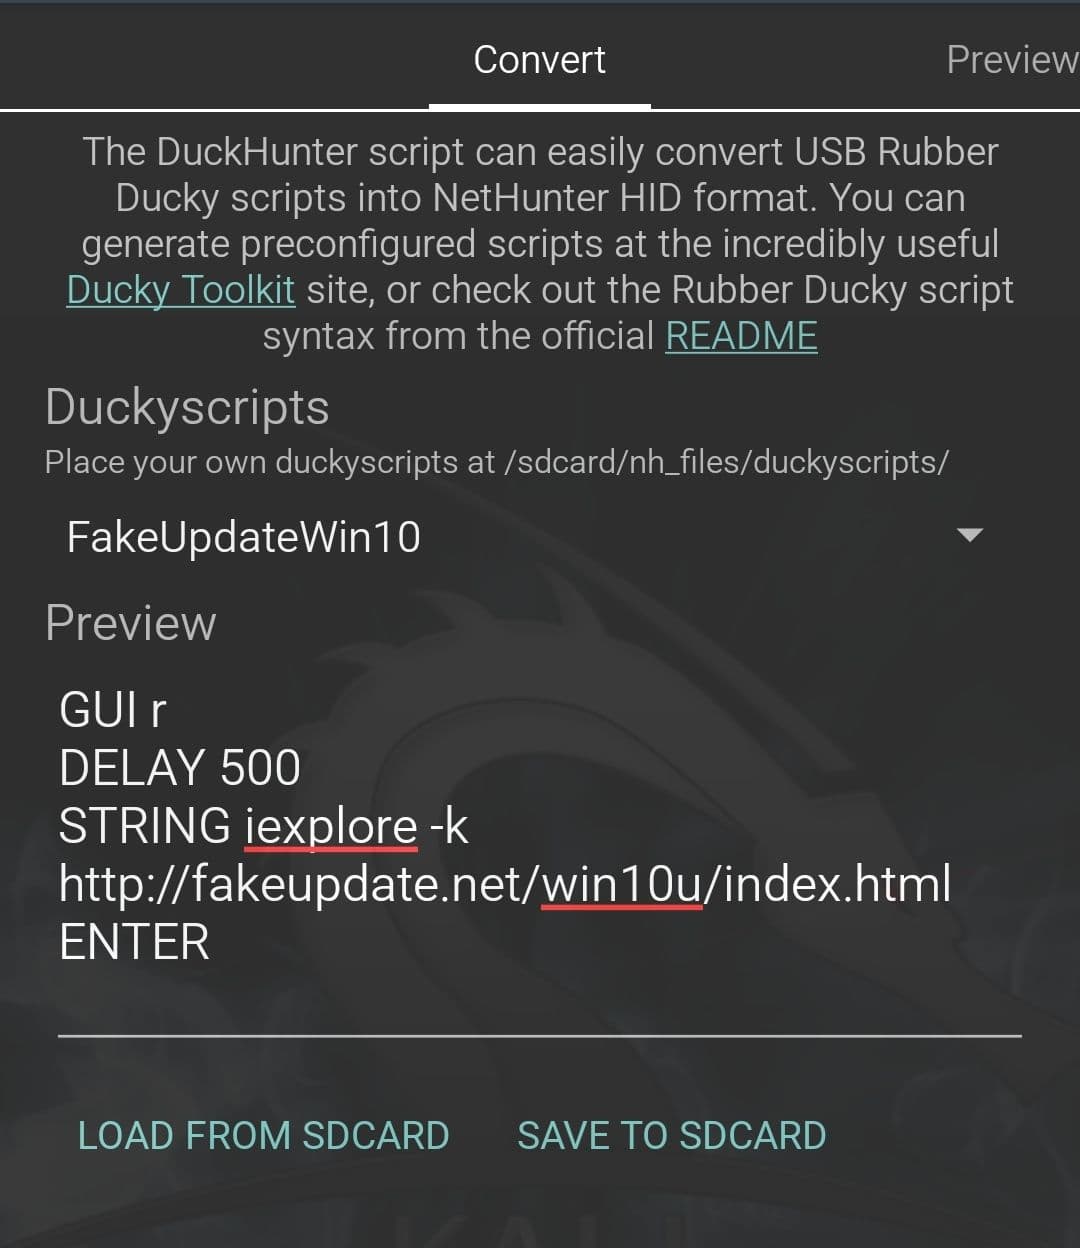 Convert
Preview
The DuckHunter script can easily convert USB Rubber
Ducky scripts into NetHunter HID format. You can
generate preconfigured scripts at the incredibly useful
Ducky Toolkit site, or check out the Rubber Ducky script
syntax from the official README
Duckyscripts
Place your own duckyscripts at /sdcard/nh_files/duckyscripts/
FakeUpdateWin10
Preview
GUI r
DELAY 500
STRING iexplore -k
http://fakeupdate.net/win10u/index.html
ENTER
LOAD FROM SDCARD
SAVE TO SDCARD
KALI